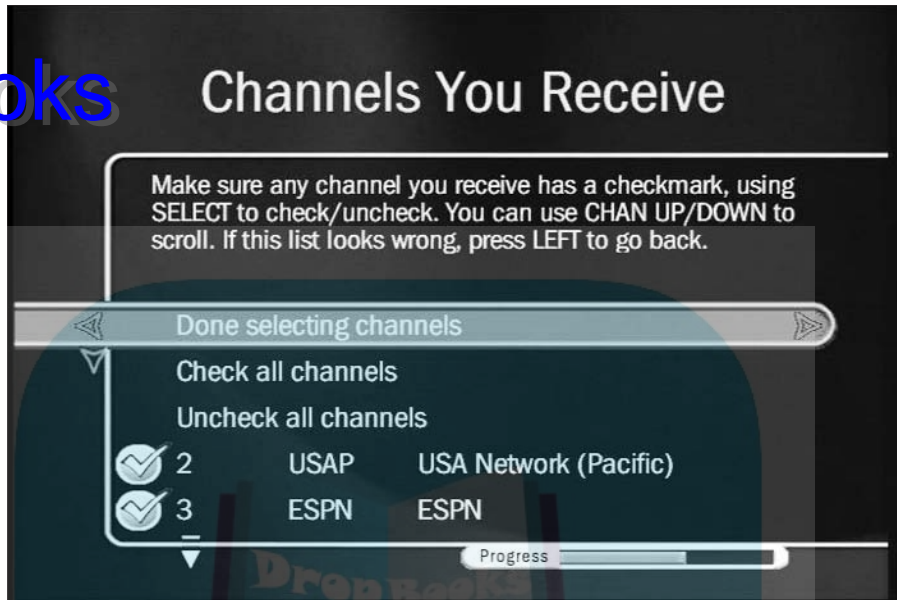 oks
Channels You Receive
Make sure any channel you receive has a checkmark, using
SELECT to check/uncheck. You can use CHAN UP/DOWN to
scroll. If this list looks wrong, press LEFT to go back.
Done selecting channels
Check all channels
Uncheck all channels
2 USAP USA Network (Pacific)
3 ESPN ESPN
Progress
DropBooks